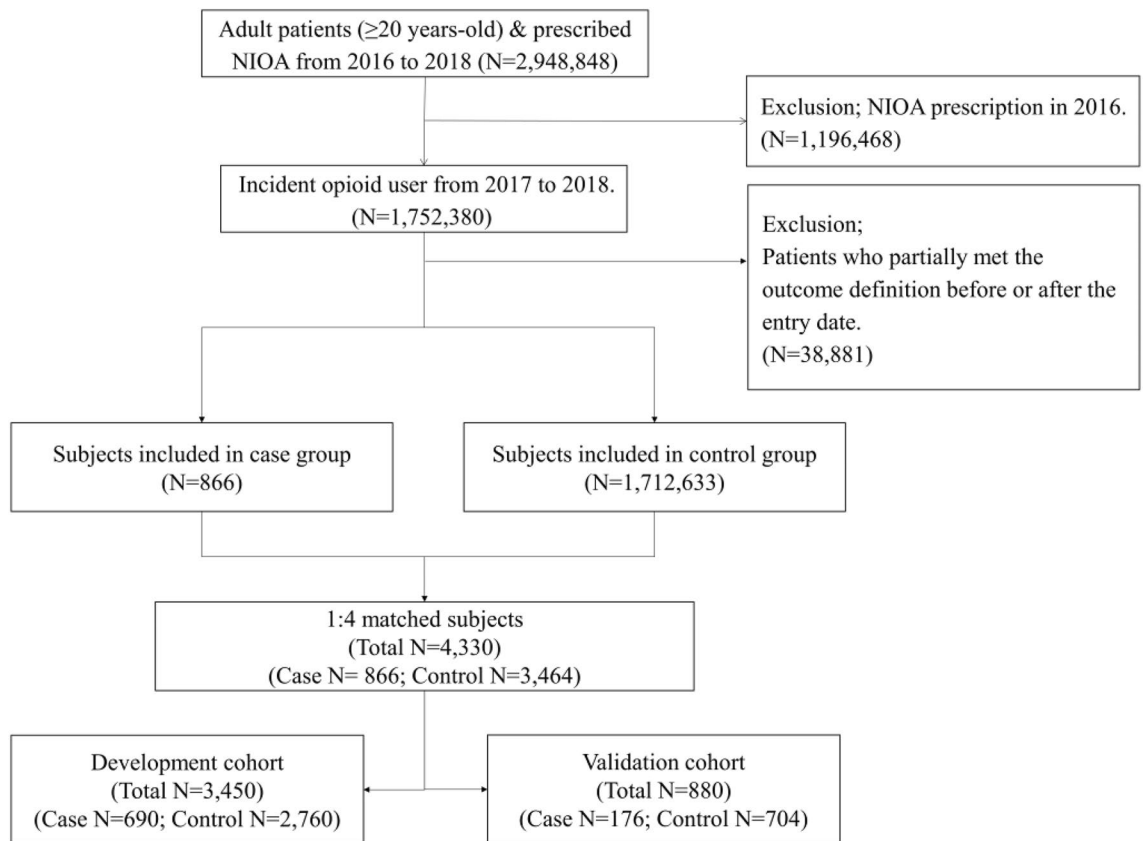 Adult patients (≥20 years-old) & prescribed
NIOA from 2016 to 2018 (N=2,948,848)
Exclusion; NIOA prescription in 2016.
(N=1,196,468)
Incident opioid user from 2017 to 2018.
(N=1,752,380)
Exclusion;
Patients who partially met the
outcome definition before or after the
entry date.
(N=38,881)
Subjects included in case group
(N=866)
Subjects included in control group
(N=1,712,633)
1:4 matched subjects
(Total N=4,330)
(Case N= 866; Control N=3,464)
Development cohort
(Total N=3,450)
(Case N=690; Control N=2,760)
Validation cohort
(Total N=880)
(Case N=176; Control N=704)